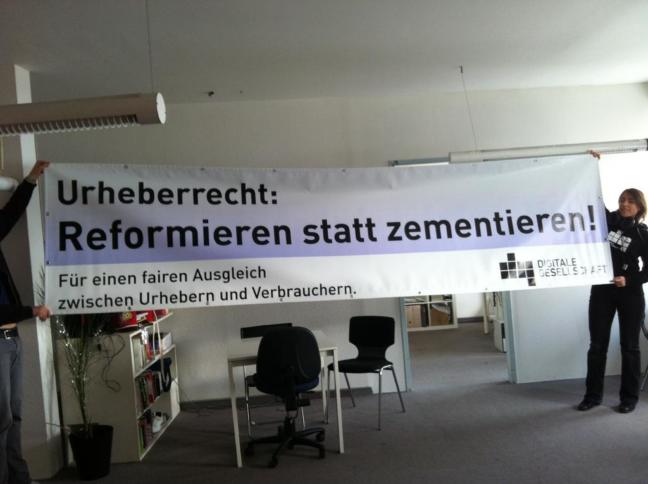 Urheberrecht:
Reformieren statt zementieren!
Für einen fairen Ausgleich
zwischen Urhebern und Verbrauchern.
DIGITALE
GESELLSCHAFT